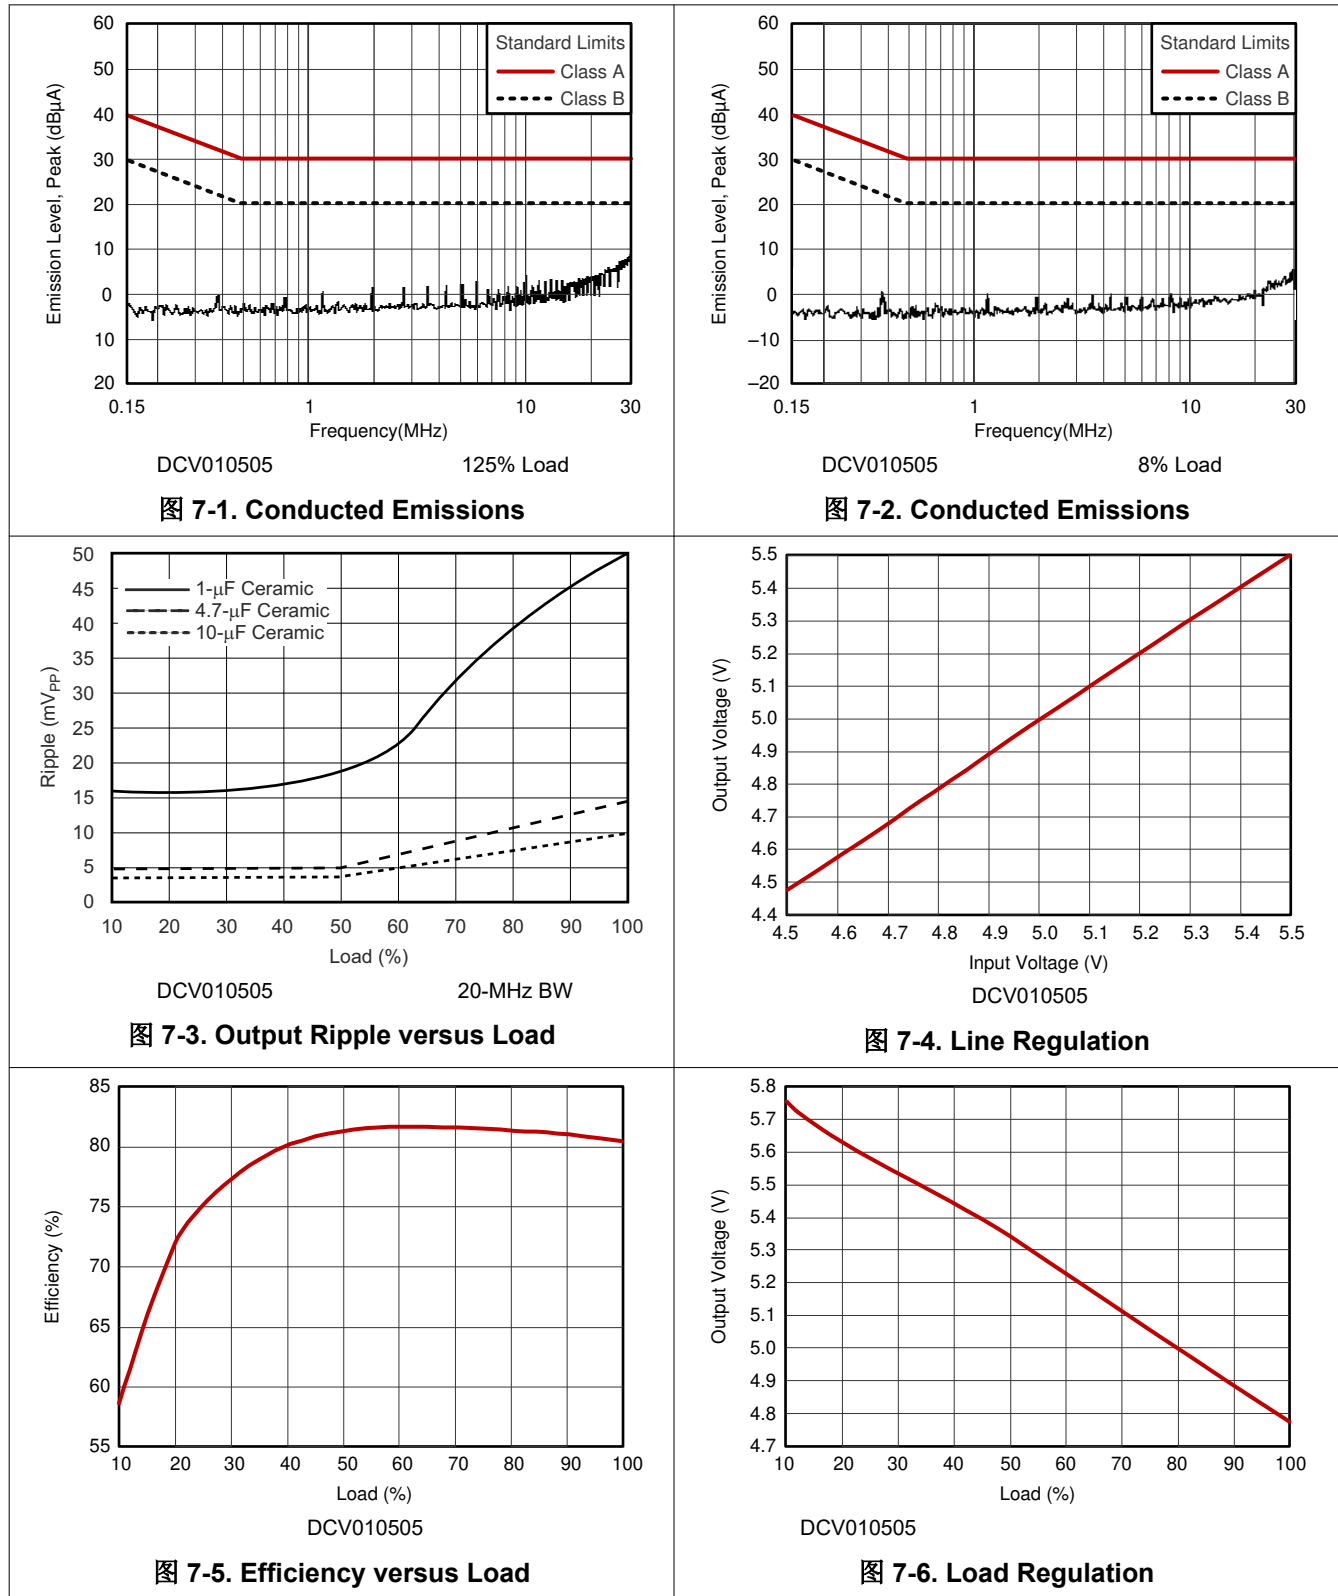 60
50
40
30
20
10
0
10
20
Emission Level, Peak (dBµA)
Standard Limits
Class A
Class B
0.15
1
10
30
Frequency(MHz)
DCV010505
125% Load
图 7-1. Conducted Emissions
60
50
40
30
20
10
0
–10
–20
Emission Level, Peak (dBµA)
Standard Limits
Class A
Class B
0.15
1
10
30
Frequency(MHz)
DCV010505
8% Load
图 7-2. Conducted Emissions
50
45
40
35
30
25
20
15
10
5
0
Ripple (mVPP)
1-µF Ceramic
4.7-µF Ceramic
10-µF Ceramic
10 20 30 40 50 60 70 80 90 100
Load (%)
DCV010505
20-MHz BW
图 7-3. Output Ripple versus Load
5.5
5.4
5.3
5.2
5.1
5.0
4.9
4.8
4.7
4.6
4.5
4.4
Output Voltage (V)
4.5 4.6 4.7 4.8 4.9 5.0 5.1 5.2 5.3 5.4 5.5
Input Voltage (V)
DCV010505
图 7-4. Line Regulation
85
80
75
70
65
60
55
Efficiency (%)
10 20 30 40 50 60 70 80 90 100
Load (%)
DCV010505
图 7-5. Efficiency versus Load
5.8
5.7
5.6
5.5
5.4
5.3
5.2
5.1
5.0
4.9
4.8
4.7
Output Voltage (V)
10 20 30 40 50 60 70 80 90 100
Load (%)
DCV010505
图 7-6. Load Regulation